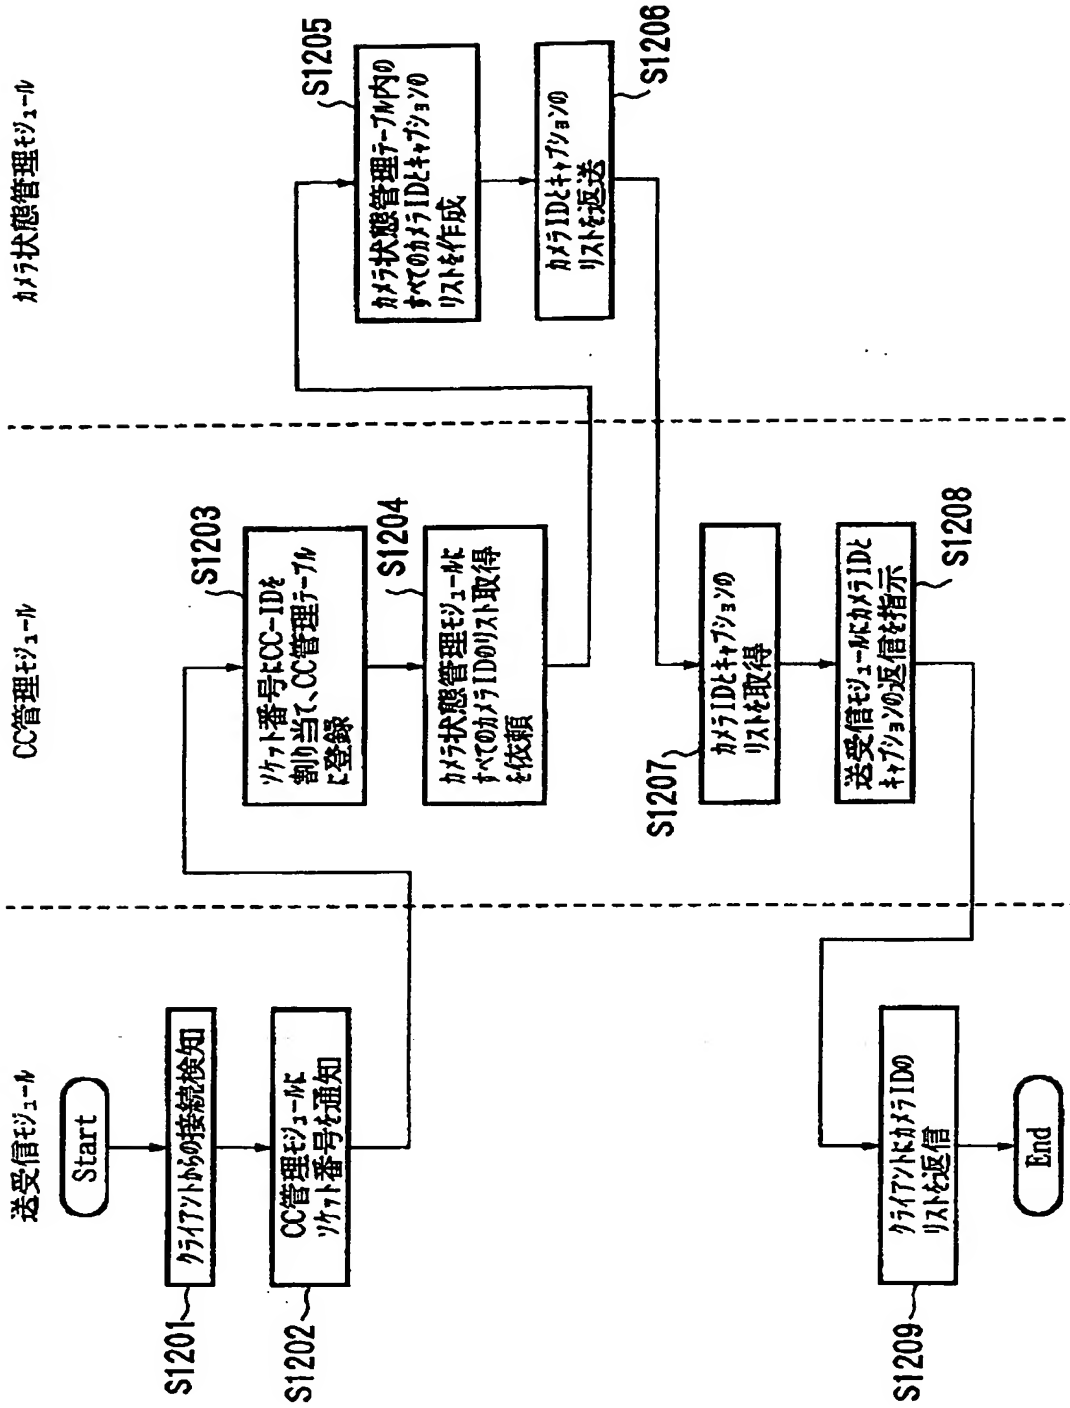 送受信モジュール
CC管理モジュール
カメラ状態管理モジュール
Start
クライアントからの接続検知
S1201
CC管理モジュールに
ソケット番号を通知
S1202
ソケット番号にCC-IDを
割り当て、CC管理テーブル
に登録
S1203
カメラ状態管理モジュールに
すべてのカメラIDのリスト取得
を依頼
S1204
カメラ状態管理テーブル内の
すべてのカメラIDとキャプションの
リストを作成
S1205
カメラIDとキャプションの
リストを返送
S1206
カメラIDとキャプションの
リストを取得
S1207
送受信モジュールにカメラIDと
キャプションの返信を指示
S1208
クライアントにカメラIDの
リストを返信
S1209
End